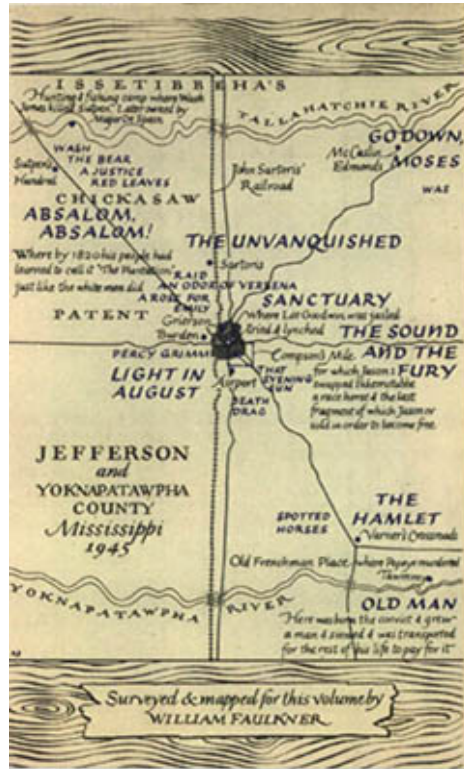 ISSETIBBEHA'S
TALLAHATCHIE RIVER
Hunting & fishing camp where Wash
Jones killed Sutpen. Later owned by
Major De Spain
GO DOWN,
MOSES
McCaslin
Edmonds
WAS
WASH
THE BEAR
A JUSTICE
RED LEAVES
Sutpen's
Hundred
John Sartoris'
Railroad
CHICKASAW
ABSALOM,
ABSALOM!
THE UNVANQUISHED
Where by 1820 his people had
learned to call it "The Plantation"
just like the white men did
Sartoris
RAID
AN ODOR OF VERBENA
A ROSE FOR
EMILY
Grierson
Burden
PATENT
SANCTUARY
Where Lee Goodwin was jailed
tried & lynched
THE SOUND
AND THE
FURY
Compson's Mile
for which Jason I
swapped Ikkemotubbe
a race horse & the last
fragment of which Jason IV
sold in order to become free.
PERCY GRIMM
LIGHT IN
AUGUST
Airport
THAT
EVENING
SUN
DEATH
DRAG
JEFFERSON
and
YOKNAPATAWPHA
COUNTY
Mississippi
1945
SPOTTED
HORSES
THE
HAMLET
Varner's Crossroads
Old Frenchman Place, where Popeye murdered
Tawmmy
YOKNAPATAWPHA RIVER
OLD MAN
"Here was born the convict & grew
a man & sinned & was transported
for the rest of his life to pay for it"
Surveyed & mapped for this volume by
WILLIAM FAULKNER